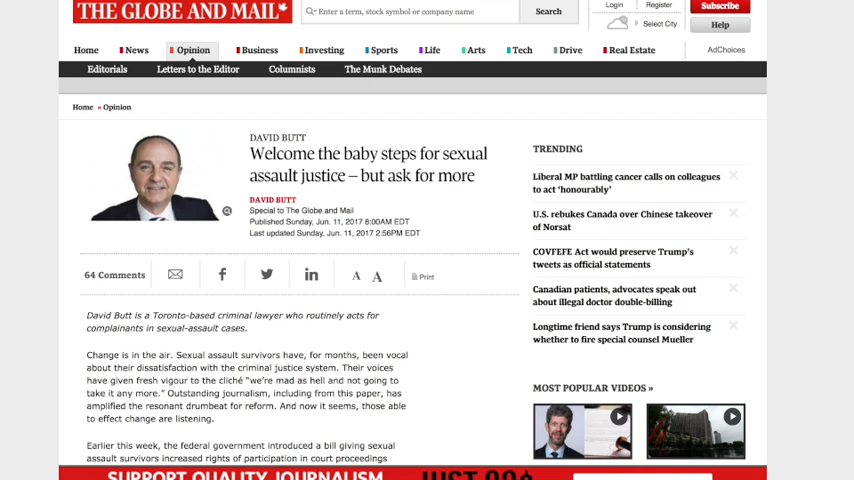 THE GLOBE AND MAIL
Enter a term, stock symbol or company name
Search
Login
Register
Subscribe
Select City
Help
Home
News
Opinion
Business
Investing
Sports
Life
Arts
Tech
Drive
Real Estate
AdChoices
Editorials
Letters to the Editor
Columnists
The Munk Debates
Home
Opinion
DAVID BUTT
Welcome the baby steps for sexual
assault justice – but ask for more
DAVID BUTT
Special to The Globe and Mail
Published Sunday, Jun. 11, 2017 8:00AM EDT
Last updated Sunday, Jun. 11, 2017 2:56PM EDT
64 Comments
f
in
A A
Print
David Butt is a Toronto-based criminal lawyer who routinely acts for
complainants in sexual-assault cases.
Change is in the air. Sexual assault survivors have, for months, been vocal
about their dissatisfaction with the criminal justice system. Their voices
have given fresh vigour to the cliché “we’re mad as hell and not going to
take it any more.” Outstanding journalism, including from this paper, has
amplified the resonant drumbeat for reform. And now it seems, those able
to effect change are listening.
Earlier this week, the federal government introduced a bill giving sexual
assault survivors increased rights of participation in court proceedings
TRENDING
Liberal MP battling cancer calls on colleagues
to act ‘honourably’
U.S. rebukes Canada over Chinese takeover
of Norsat
COVFEFE Act would preserve Trump’s
tweets as official statements
Canadian patients, advocates speak out
about illegal doctor double-billing
Longtime friend says Trump is considering
whether to fire special counsel Mueller
MOST POPULAR VIDEOS »
SUPPORT QUALITY JOURNALISM
JUST 99¢